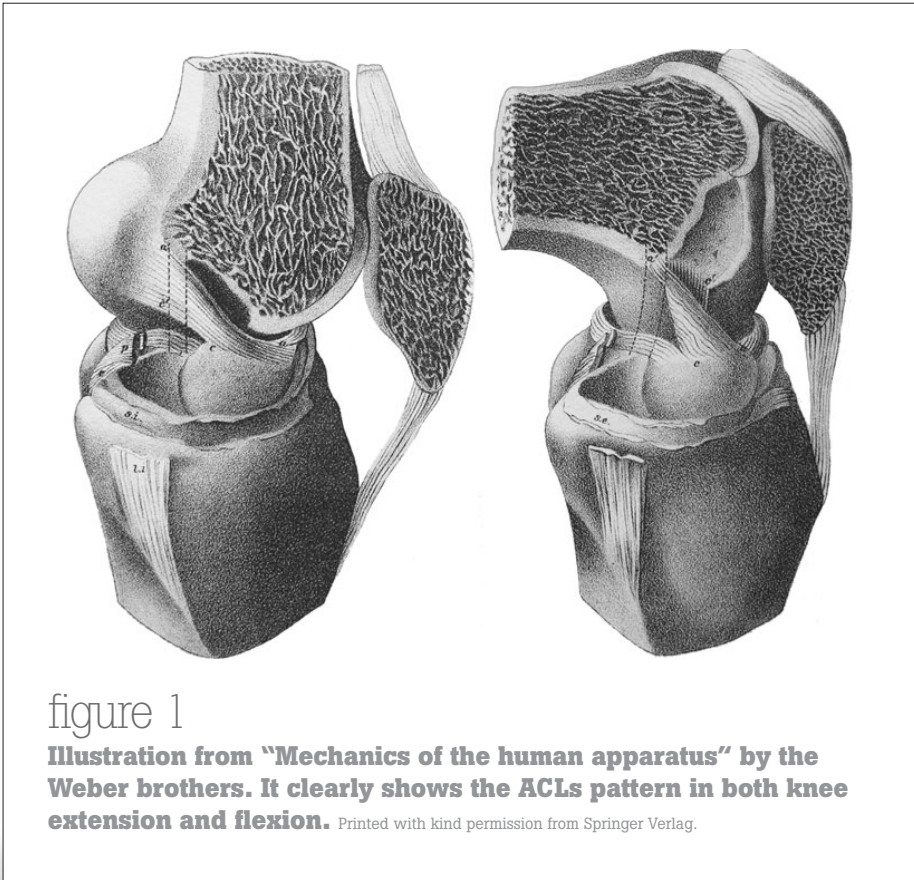 a
c'
c
p
o
s.i.
l.i
a
c'
c
s.e.
figure 1
Illustration from “Mechanics of the human apparatus” by the
Weber brothers. It clearly shows the ACLs pattern in both knee
extension and flexion. Printed with kind permission from Springer Verlag.